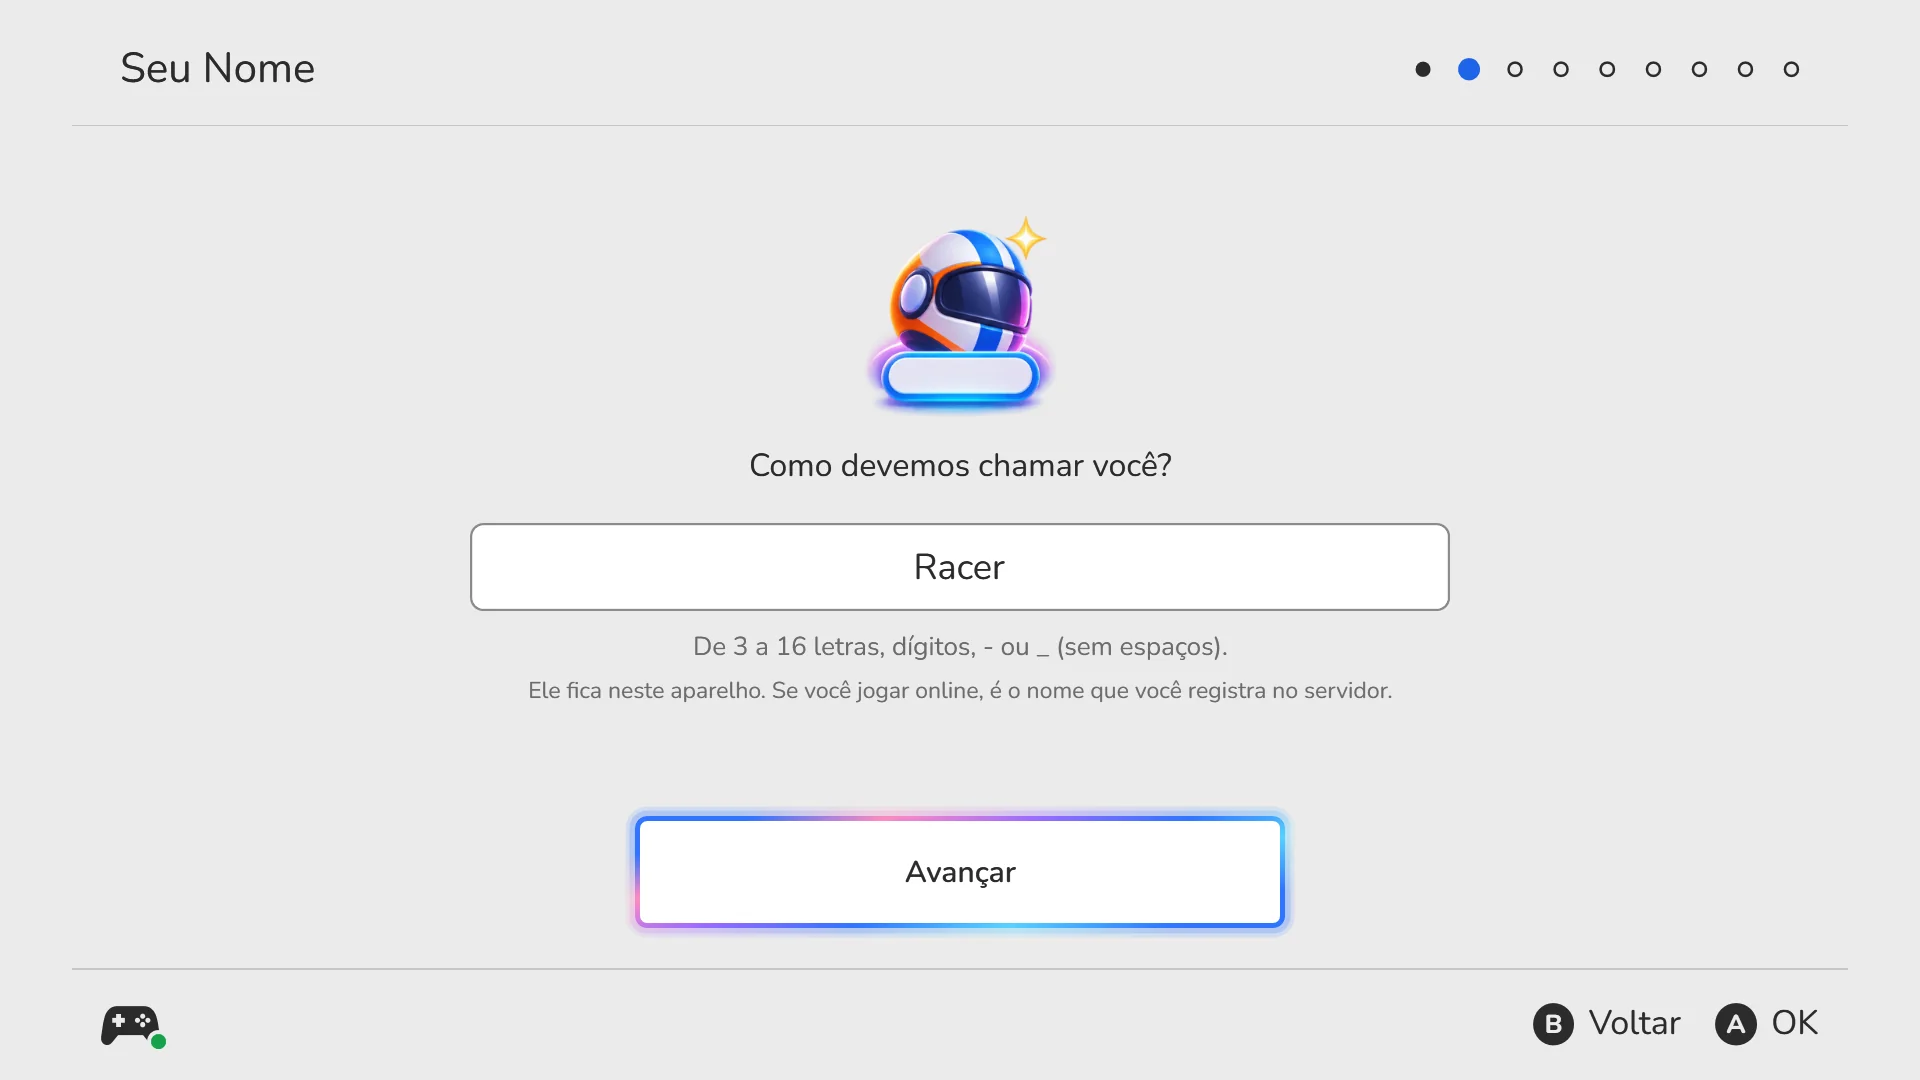 Seu Nome
Como devemos chamar você?
Racer
De 3 a 16 letras, dígitos, - ou _ (sem espaços).
Ele fica neste aparelho. Se você jogar online, é o nome que você registra no servidor.
Avançar
B Voltar A OK